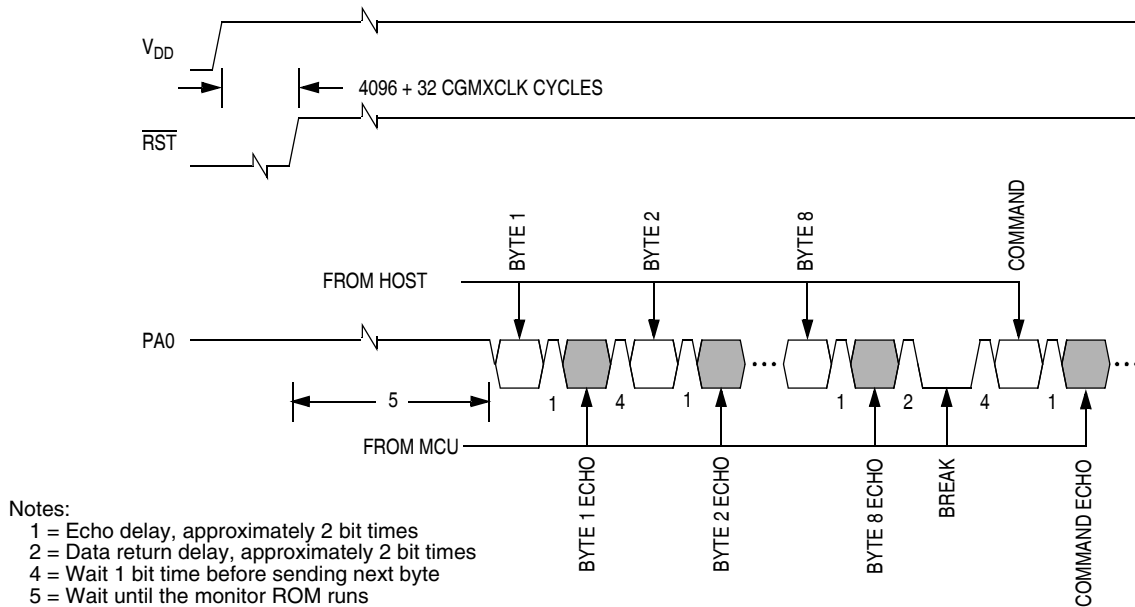 VDD
4096 + 32 CGMXCLK CYCLES
RST
BYTE 1
BYTE 2
BYTE 8
COMMAND
FROM HOST
PA0
1
4
1
1
2
4
1
5
FROM MCU
BYTE 1 ECHO
BYTE 2 ECHO
BYTE 8 ECHO
BREAK
COMMAND ECHO
Notes:
1 = Echo delay, approximately 2 bit times
2 = Data return delay, approximately 2 bit times
4 = Wait 1 bit time before sending next byte
5 = Wait until the monitor ROM runs